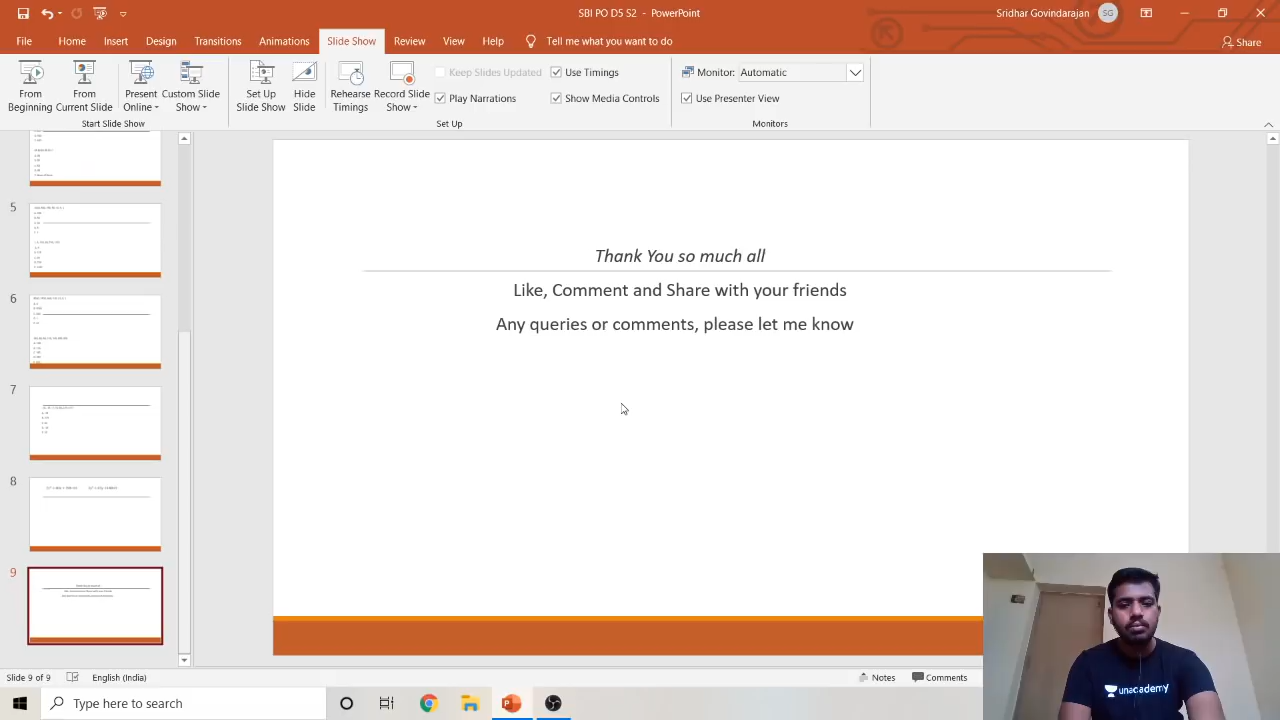 SBI PO D5 S2 - PowerPoint
Sridhar Govindarajan SG
File Home Insert Design Transitions Animations Slide Show Review View Help Tell me what you want to do
Share
From Beginning
From Current Slide
Present Online
Custom Slide Show
Set Up Slide Show
Hide Slide
Rehearse Timings
Record Slide Show
Keep Slides Updated
Use Timings
Play Narrations
Show Media Controls
Monitor: Automatic
Use Presenter View
Start Slide Show
Set Up
Monitors
5
6
7
8
9
Thank You so much all
Like, Comment and Share with your friends
Any queries or comments, please let me know
unacademy
Slide 9 of 9 English (India)
Notes Comments
Type here to search